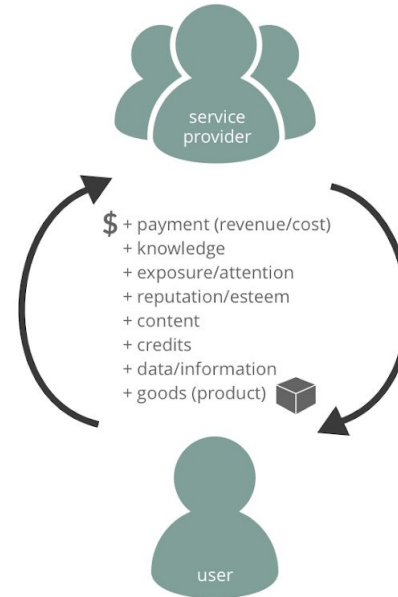 service
provider
$ + payment (revenue/cost)
+ knowledge
+ exposure/attention
+ reputation/esteem
+ content
+ credits
+ data/information
+ goods (product)
user